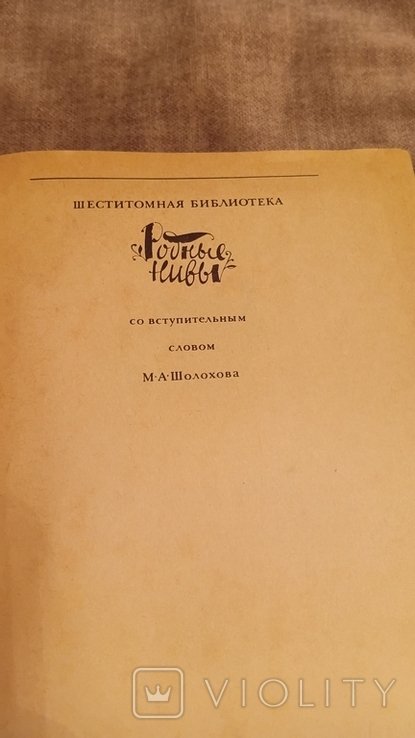 ШЕСТИТОМНАЯ БИБЛИОТЕКА
Родные
нивы
СО ВСТУПИТЕЛЬНЫМ
СЛОВОМ
М·А·Шолохова
VIOLITY